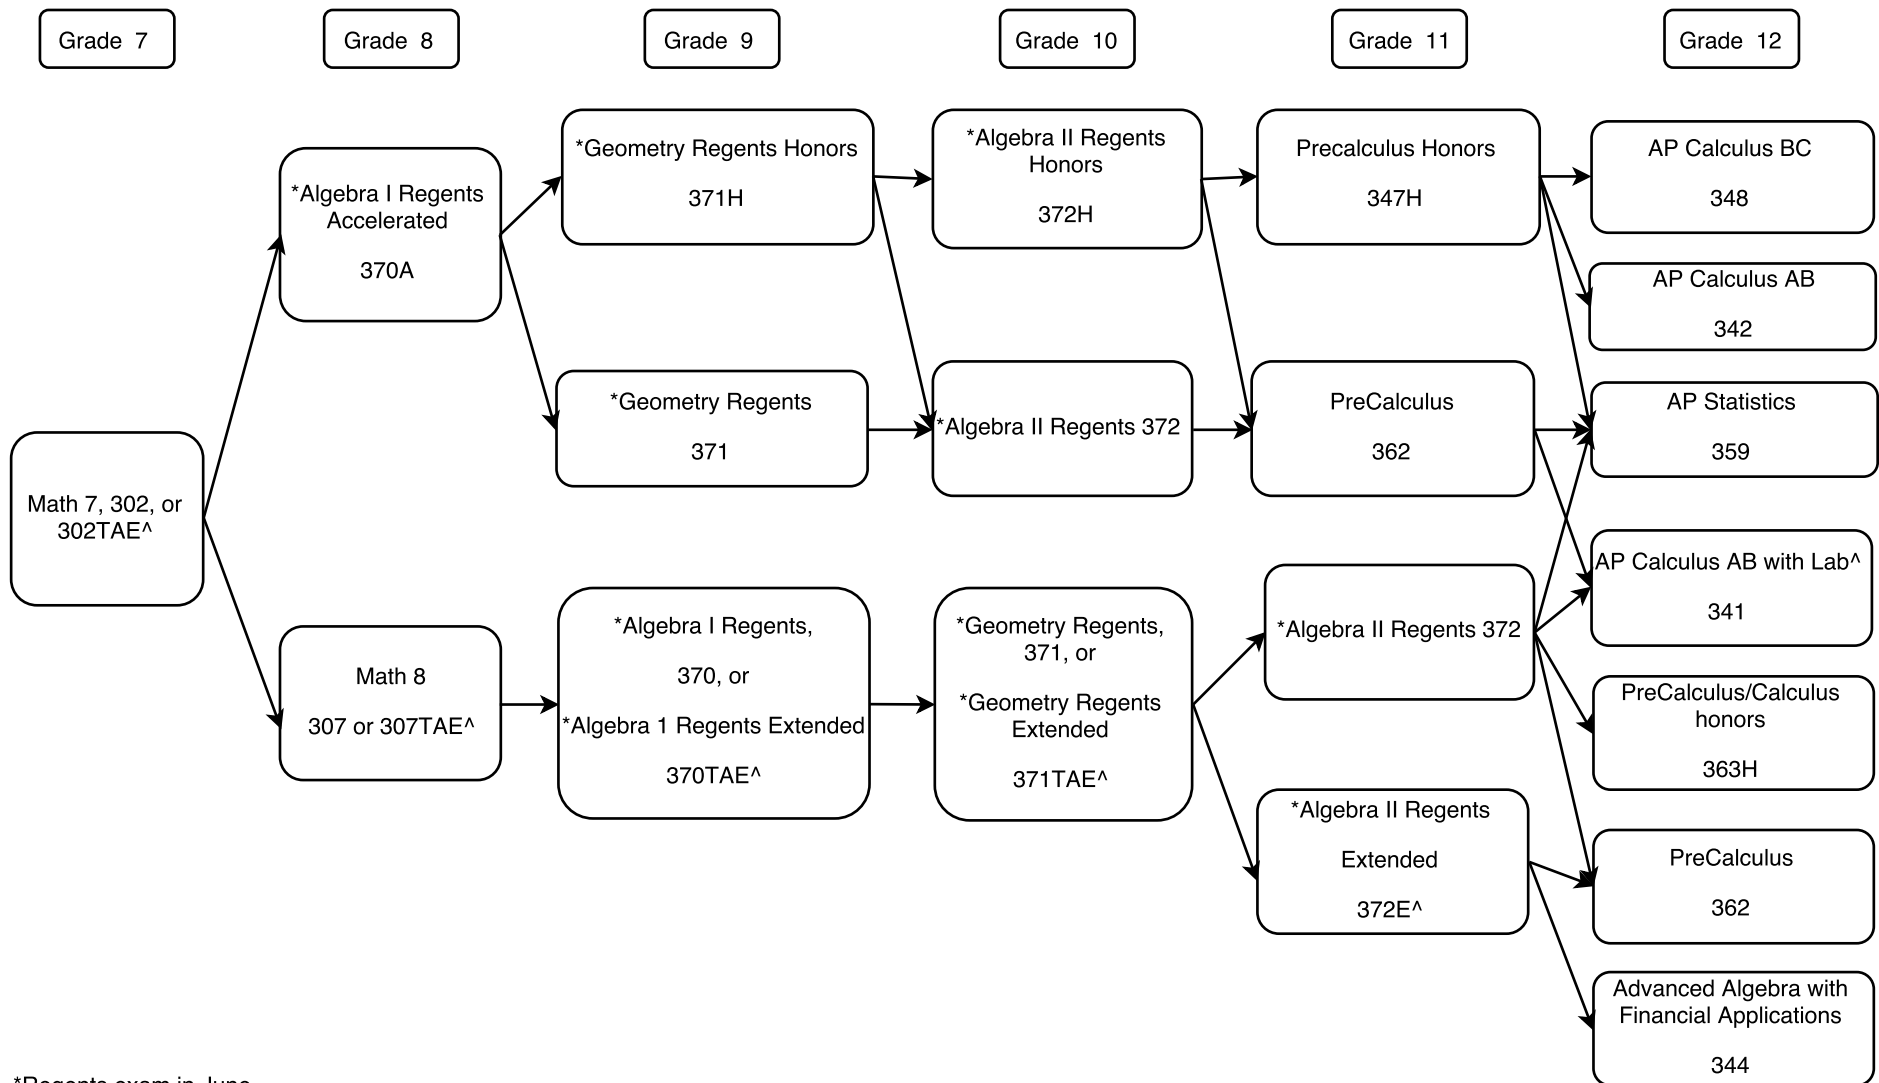 Grade 7
Grade 8
Grade 9
Grade 10
Grade 11
Grade 12
Math 7, 302, or
302TAE^
*Algebra I Regents
Accelerated
370A
Math 8
307 or 307TAE^
*Geometry Regents Honors
371H
*Geometry Regents
371
*Algebra I Regents,
370, or
*Algebra 1 Regents Extended
370TAE^
*Algebra II Regents
Honors
372H
*Algebra II Regents 372
*Geometry Regents,
371, or
*Geometry Regents
Extended
371TAE^
Precalculus Honors
347H
PreCalculus
362
*Algebra II Regents 372
*Algebra II Regents
Extended
372E^
AP Calculus BC
348
AP Calculus AB
342
AP Statistics
359
AP Calculus AB with Lab^
341
PreCalculus/Calculus
honors
363H
PreCalculus
362
Advanced Algebra with
Financial Applications
344
*Regents exam in June